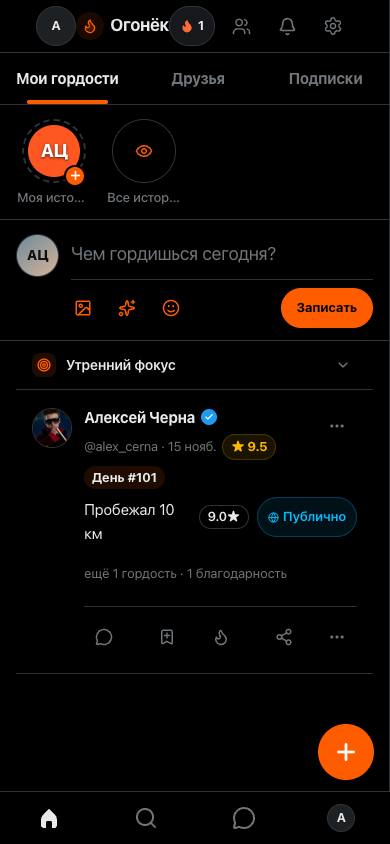 А Огонёк 1
Мои гордости Друзья Подписки
АЦ
Моя исто... Все истор...
АЦ Чем гордишься сегодня?
Записать
Утренний фокус
Алексей Черна
@alex_cerna · 15 нояб. 9.5
День #101
Пробежал 10
км
9.0★ Публично
ещё 1 гордость · 1 благодарность
А